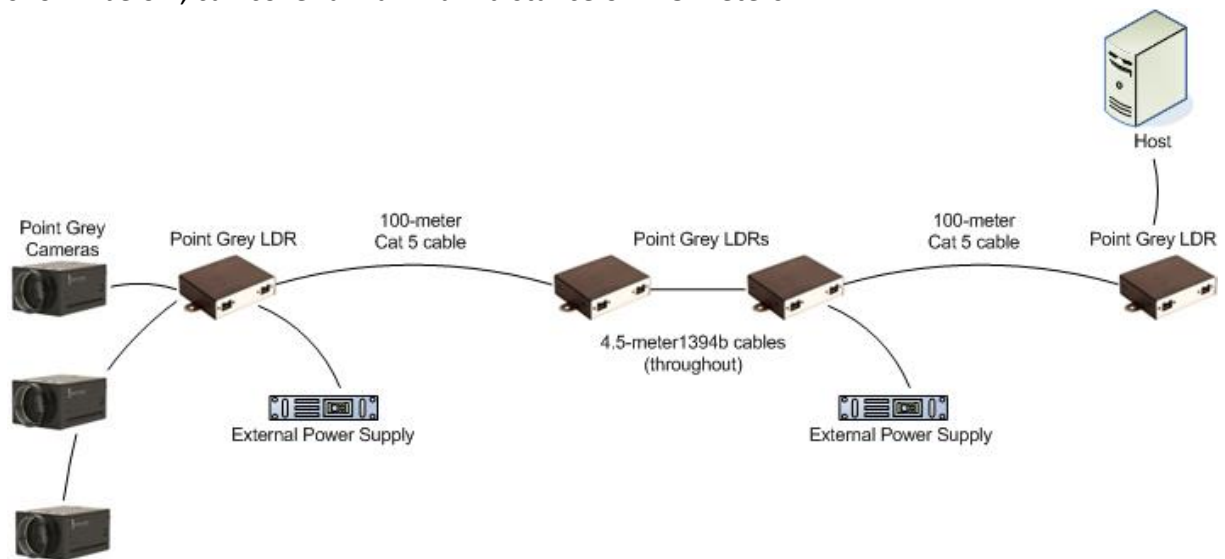 Host
Point Grey
Cameras
Point Grey LDR
100-meter
Cat 5 cable
Point Grey LDRs
100-meter
Cat 5 cable
Point Grey LDR
4.5-meter1394b cables
(throughout)
External Power Supply
External Power Supply